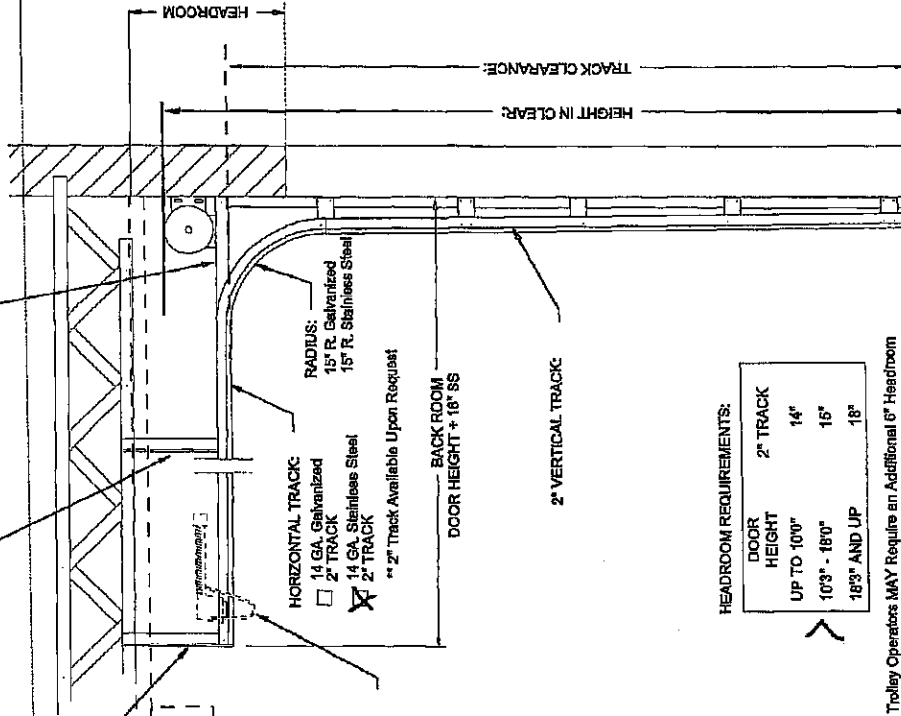 HEADROOM
TRACK CLEARANCE:
HEIGHT IN CLEAR:
RADIUS:
15" R. Galvanized
15" R. Stainless Steel
HORIZONTAL TRACK:
14 GA. Galvanized
2" TRACK
14 GA. Stainless Steel
2" TRACK
** 2" Track Available Upon Request
BACK ROOM
DOOR HEIGHT + 18" SS
2" VERTICAL TRACK:
HEADROOM REQUIREMENTS:
DOOR HEIGHT 2" TRACK
UP TO 10'0" 14"
10'3" - 18'0" 15"
18'3" AND UP 18"
Trolley Operators MAY Require an Additional 6" Headroom